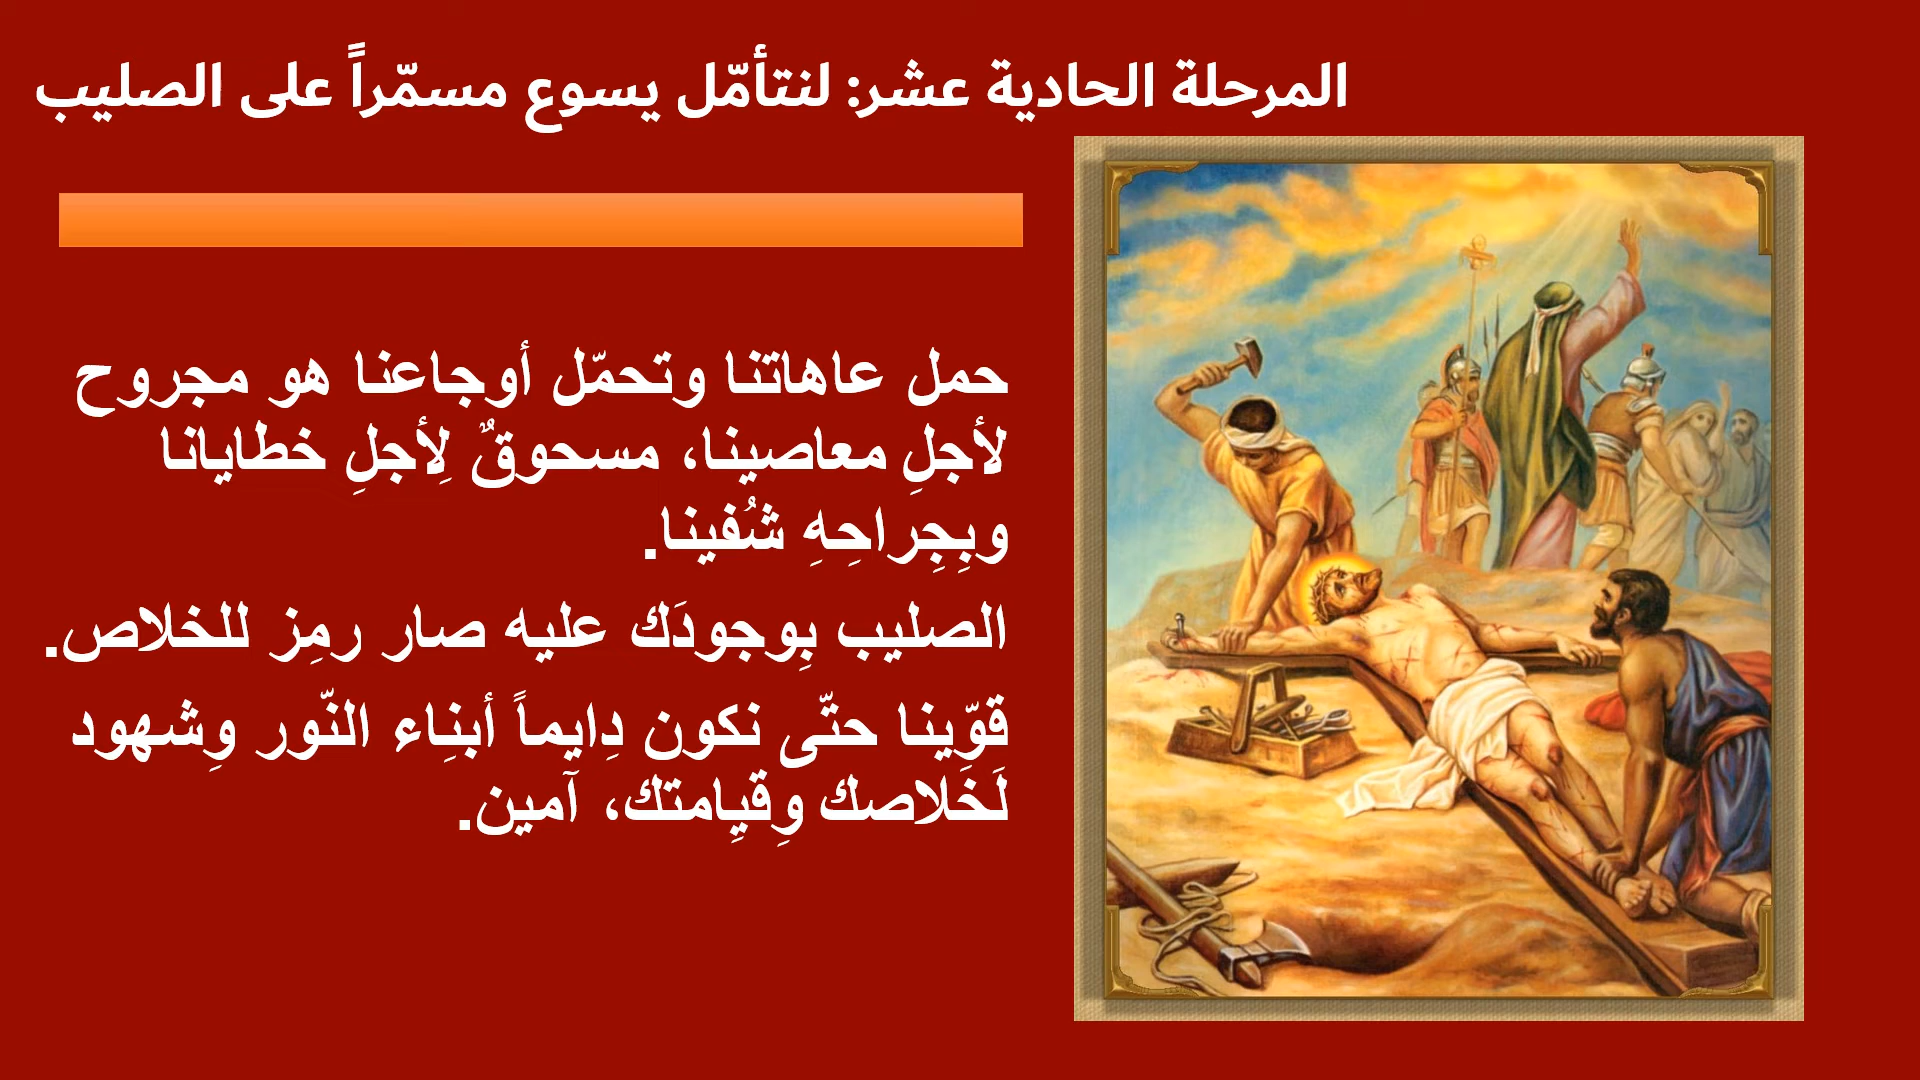 المرحلة الحادية عشر: لنتأمّل يسوع مسمّراً على الصليب
حمل عاهاتنا وتحمّل أوجاعنا هو مجروح
لأجلِ معاصينا، مسحوقٌ لِأجلِ خطايانا
وبِجِراحِهِ شُفينا.
الصليب بِوجودَك عليه صار رمِز للخلاص.
قوِّينا حتّى نكون دِايماً أبنِاء النّور وِشهود
لَخَلاصك وِقيِامتك، آمين.